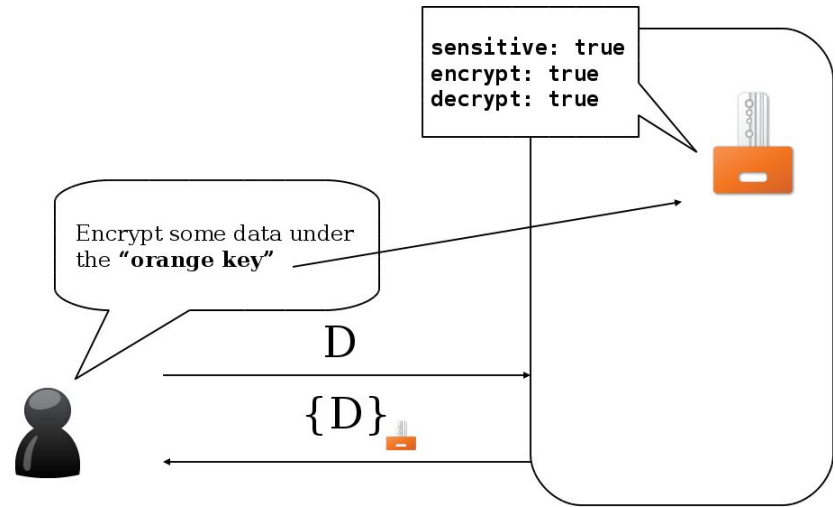 sensitive: true
encrypt: true
decrypt: true
Encrypt some data under
the “orange key”
D
{D}